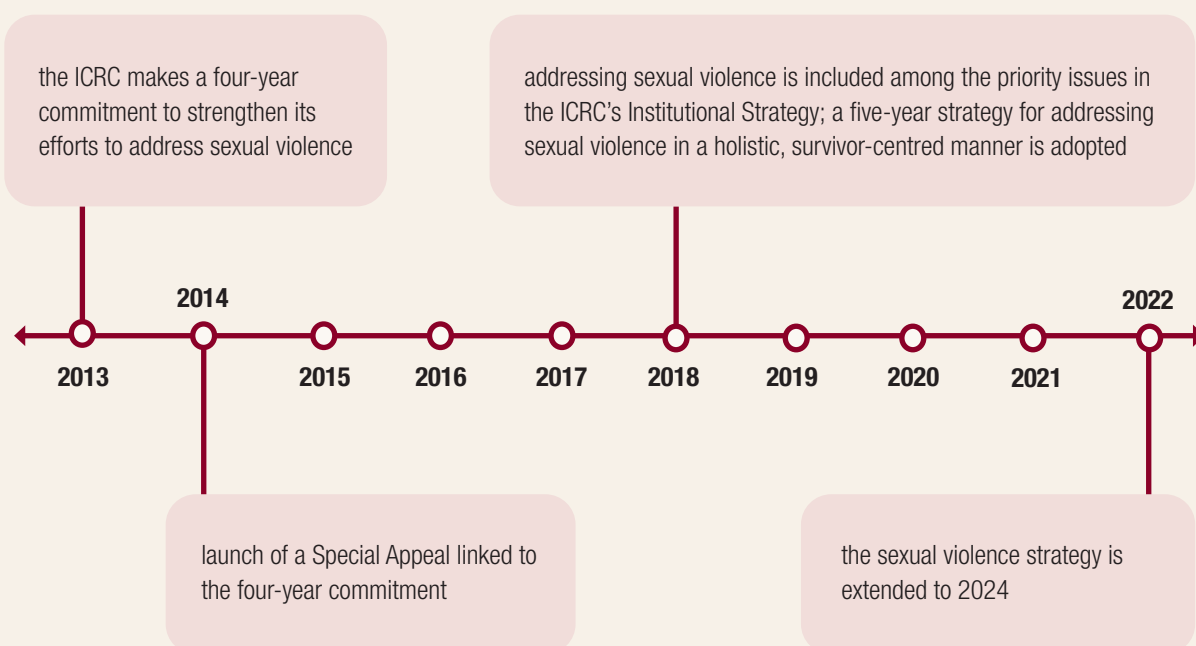 the ICRC makes a four-year
commitment to strengthen its
efforts to address sexual violence
addressing sexual violence is included among the priority issues in
the ICRC's Institutional Strategy; a five-year strategy for addressing
sexual violence in a holistic, survivor-centred manner is adopted
2014
2022
2013
2015
2016
2017
2018
2019
2020
2021
launch of a Special Appeal linked to
the four-year commitment
the sexual violence strategy is
extended to 2024